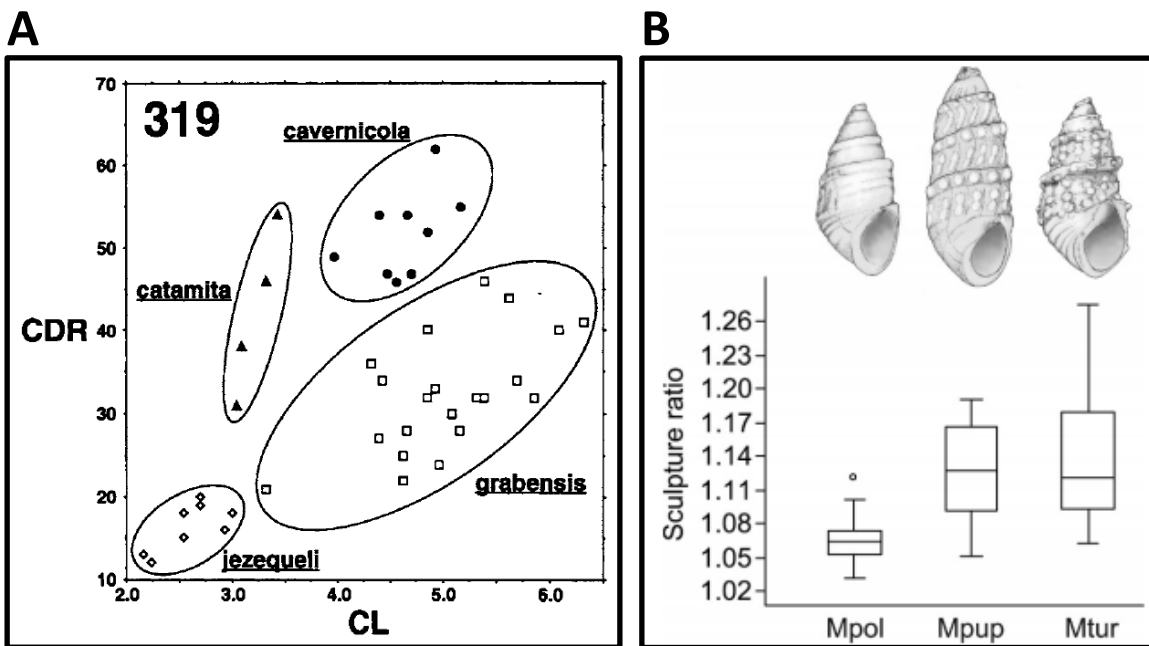 A
B
319
70
60
50
40
30
20
10
CDR
cavernicola
catamita
grabensis
jezequeli
2.0 3.0 4.0 5.0 6.0
CL
Sculpture ratio
1.26
1.23
1.20
1.17
1.14
1.11
1.08
1.05
1.02
Mpol Mpup Mtur